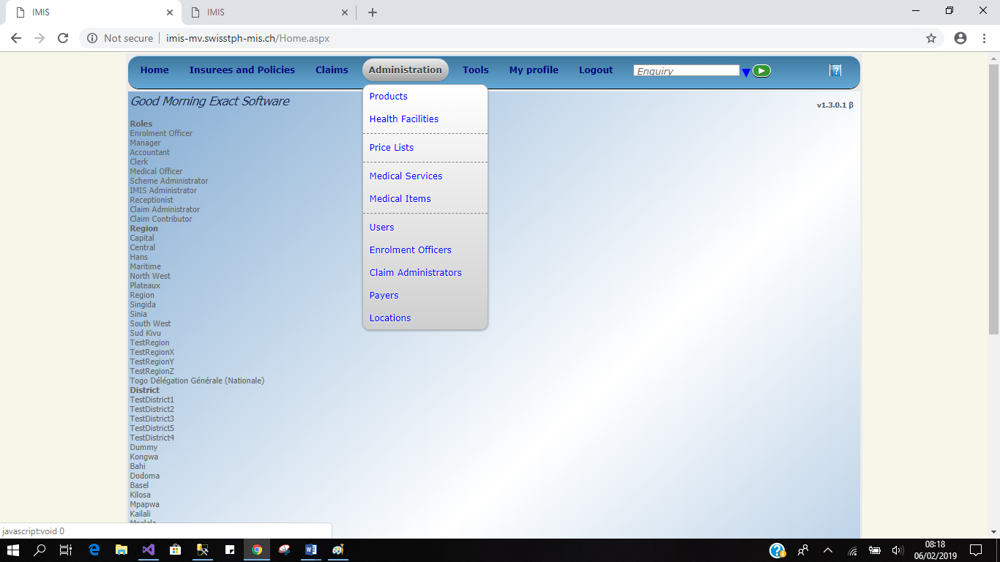 IMIS
IMIS
Not secure
imis-mv.swisstph-mis.ch/Home.aspx
Home
Insurees and Policies
Claims
Administration
Tools
My profile
Logout
Enquiry
Good Morning Exact Software
v1.3.0.1 β
Products
Health Facilities
Price Lists
Medical Services
Medical Items
Users
Enrolment Officers
Claim Administrators
Payers
Locations
Roles
Enrolment Officer
Manager
Accountant
Clerk
Medical Officer
Scheme Administrator
IMIS Administrator
Receptionist
Claim Administrator
Claim Contributor
Region
Capital
Central
Hans
Maritime
North West
Plateaux
Region
Singida
Sinia
South West
Sud Kivu
TestRegion
TestRegionX
TestRegionY
TestRegionZ
Togo Délégation Générale (Nationale)
District
TestDistrict1
TestDistrict2
TestDistrict3
TestDistrict5
TestDistrict4
Dummy
Kongwa
Bahi
Dodoma
Basel
Kilosa
Mpapwa
Kailali
javascript:void 0
08:18
06/02/2019